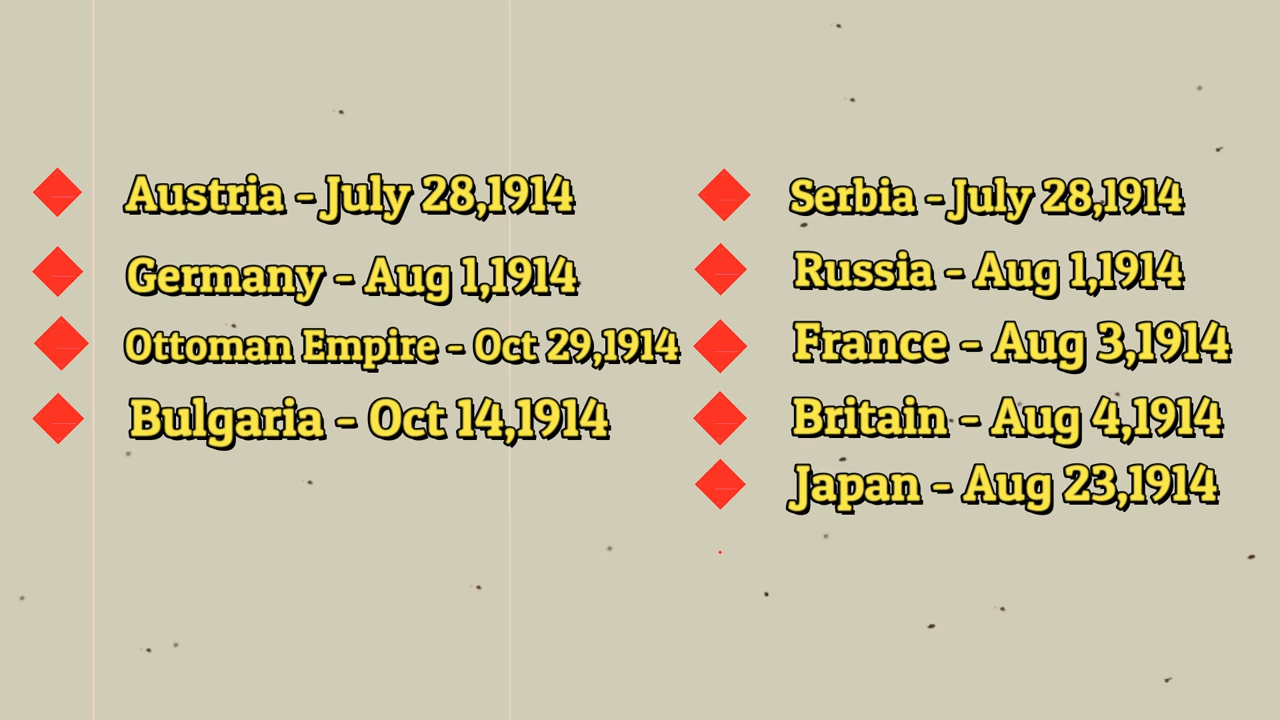 Austria - July 28,1914
Germany - Aug 1,1914
Ottoman Empire - Oct 29,1914
Bulgaria - Oct 14,1914
Serbia - July 28,1914
Russia - Aug 1,1914
France - Aug 3,1914
Britain - Aug 4,1914
Japan - Aug 23,1914